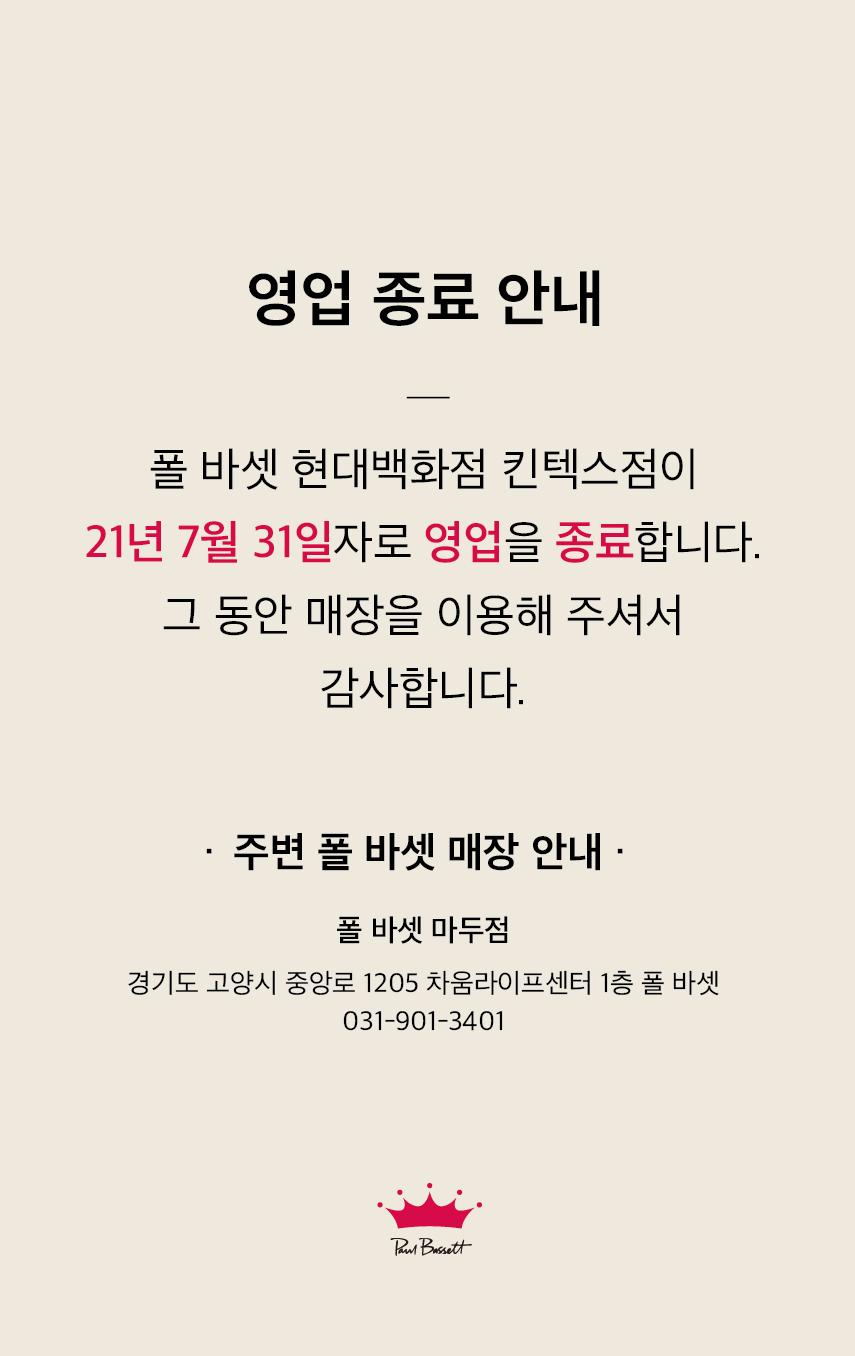 영업 종료 안내
폴 바셋 현대백화점 킨텍스점이
21년 7월 31일자로 영업을 종료합니다.
그 동안 매장을 이용해 주셔서
감사합니다.
· 주변 폴 바셋 매장 안내 ·
폴 바셋 마두점
경기도 고양시 중앙로 1205 차움라이프센터 1층 폴 바셋
031-901-3401
Paul Bassett